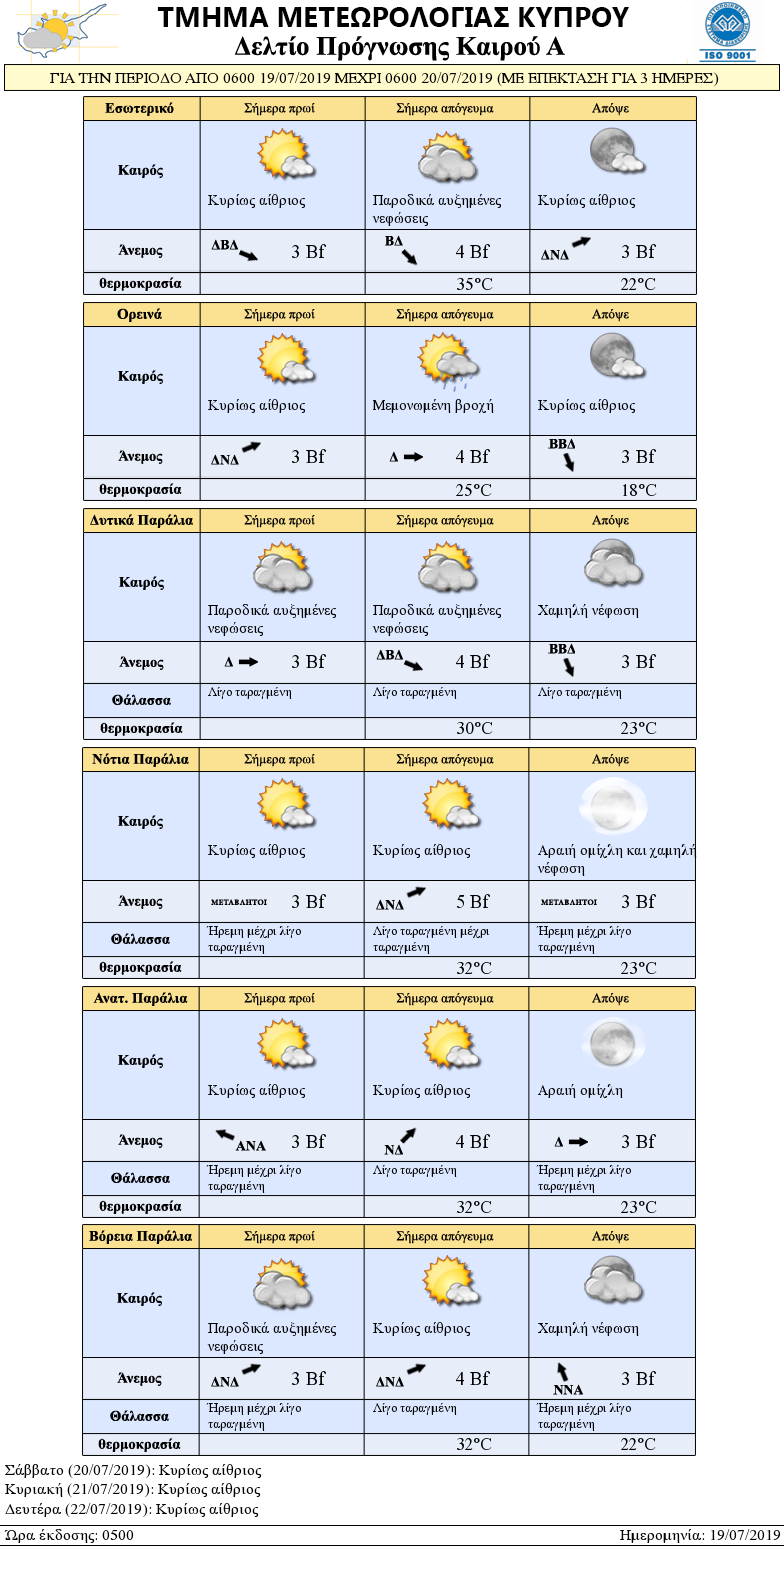 ΤΜΗΜΑ ΜΕΤΕΩΡΟΛΟΓΙΑΣ ΚΥΠΡΟΥ
Δελτίο Πρόγνωσης Καιρού Α
ISO 9001
ΓΙΑ ΤΗΝ ΠΕΡΙΟΔΟ ΑΠΟ 0600 19/07/2019 ΜΕΧΡΙ 0600 20/07/2019 (ΜΕ ΕΠΕΚΤΑΣΗ ΓΙΑ 3 ΗΜΕΡΕΣ)
Εσωτερικό Σήμερα πρωί Σήμερα απόγευμα Απόψε
Καιρός
Κυρίως αίθριος Παροδικά αυξημένες Κυρίως αίθριος
νεφώσεις
Άνεμος ΔΒΔ 3 Bf ΒΔ 4 Bf ΔΝΔ 3 Bf
θερμοκρασία 35°C 22°C
Ορεινά Σήμερα πρωί Σήμερα απόγευμα Απόψε
Καιρός
Κυρίως αίθριος Μεμονωμένη βροχή Κυρίως αίθριος
Άνεμος ΔΝΔ 3 Bf Δ 4 Bf ΒΒΔ 3 Bf
θερμοκρασία 25°C 18°C
Δυτικά Παράλια Σήμερα πρωί Σήμερα απόγευμα Απόψε
Καιρός
Παροδικά αυξημένες Παροδικά αυξημένες Χαμηλή νέφωση
νεφώσεις νεφώσεις
Άνεμος Δ 3 Bf ΔΒΔ 4 Bf ΒΒΔ 3 Bf
Θάλασσα Λίγο ταραγμένη Λίγο ταραγμένη Λίγο ταραγμένη
θερμοκρασία 30°C 23°C
Νότια Παράλια Σήμερα πρωί Σήμερα απόγευμα Απόψε
Καιρός
Κυρίως αίθριος Κυρίως αίθριος Αραιή ομίχλη και χαμηλή
νέφωση
Άνεμος ΜΕΤΑΒΛΗΤΟΙ 3 Bf ΔΝΔ 5 Bf ΜΕΤΑΒΛΗΤΟΙ 3 Bf
Θάλασσα Ήρεμη μέχρι λίγο Λίγο ταραγμένη μέχρι Ήρεμη μέχρι λίγο
ταραγμένη ταραγμένη ταραγμένη
θερμοκρασία 32°C 23°C
Ανατ. Παράλια Σήμερα πρωί Σήμερα απόγευμα Απόψε
Καιρός
Κυρίως αίθριος Κυρίως αίθριος Αραιή ομίχλη
Άνεμος ΑΝΑ 3 Bf ΝΔ 4 Bf Δ 3 Bf
Θάλασσα Ήρεμη μέχρι λίγο Λίγο ταραγμένη Ήρεμη μέχρι λίγο
ταραγμένη ταραγμένη
θερμοκρασία 32°C 23°C
Βόρεια Παράλια Σήμερα πρωί Σήμερα απόγευμα Απόψε
Καιρός
Παροδικά αυξημένες Κυρίως αίθριος Χαμηλή νέφωση
νεφώσεις
Άνεμος ΔΝΔ 3 Bf ΔΝΔ 4 Bf ΝΝΑ 3 Bf
Θάλασσα Ήρεμη μέχρι λίγο Λίγο ταραγμένη Ήρεμη μέχρι λίγο
ταραγμένη ταραγμένη
θερμοκρασία 32°C 22°C
Σάββατο (20/07/2019): Κυρίως αίθριος
Κυριακή (21/07/2019): Κυρίως αίθριος
Δευτέρα (22/07/2019): Κυρίως αίθριος
Ώρα έκδοσης: 0500 Ημερομηνία: 19/07/2019